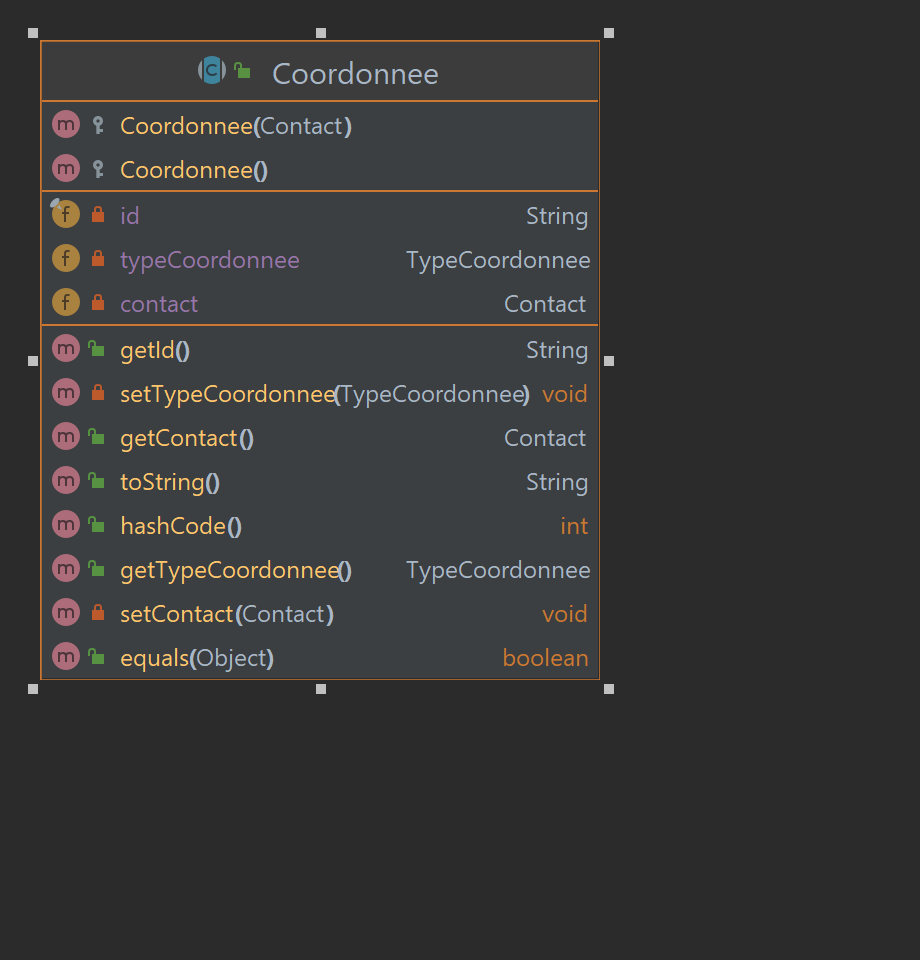 Coordonnee
Coordonnee(Contact)
Coordonnee()
id String
typeCoordonnee TypeCoordonnee
contact Contact
getId() String
setTypeCoordonnee(TypeCoordonnee) void
getContact() Contact
toString() String
hashCode() int
getTypeCoordonnee() TypeCoordonnee
setContact(Contact) void
equals(Object) boolean